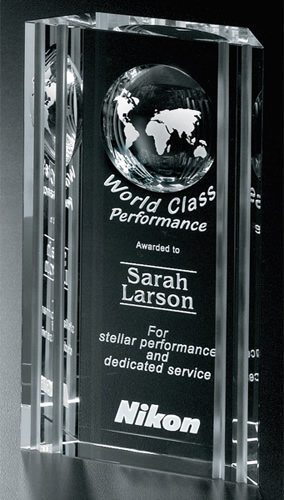 World Class
Performance
Awarded to
Sarah
Larson
For
stellar performance
and
dedicated service
Nikon